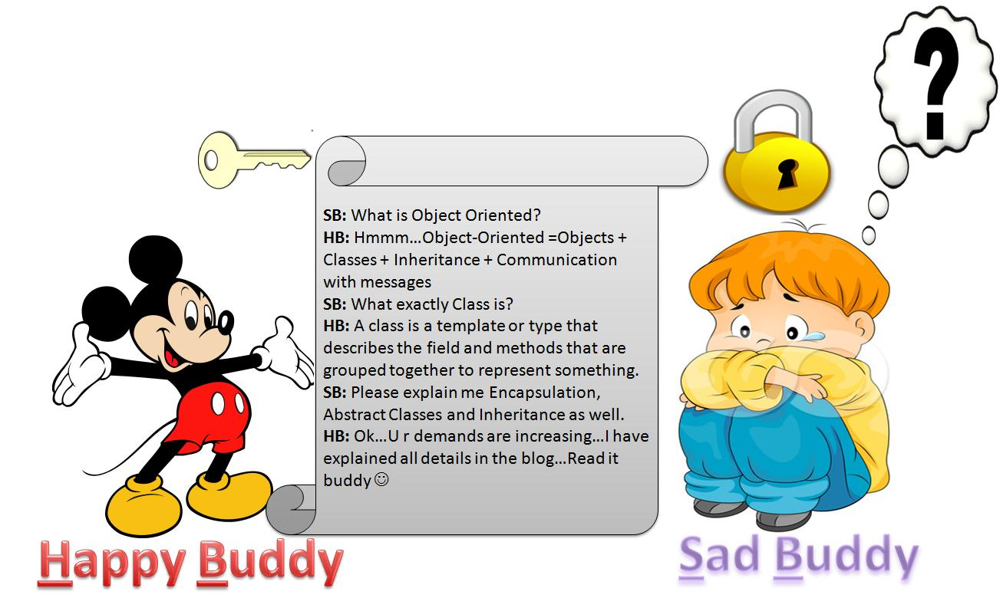 ?
SB: What is Object Oriented?
HB: Hmmm...Object-Oriented =Objects +
Classes + Inheritance + Communication
with messages
SB: What exactly Class is?
HB: A class is a template or type that
describes the field and methods that are
grouped together to represent something.
SB: Please explain me Encapsulation,
Abstract Classes and Inheritance as well.
HB: Ok...U r demands are increasing...I have
explained all details in the blog...Read it
buddy☺
Happy Buddy
Sad Buddy